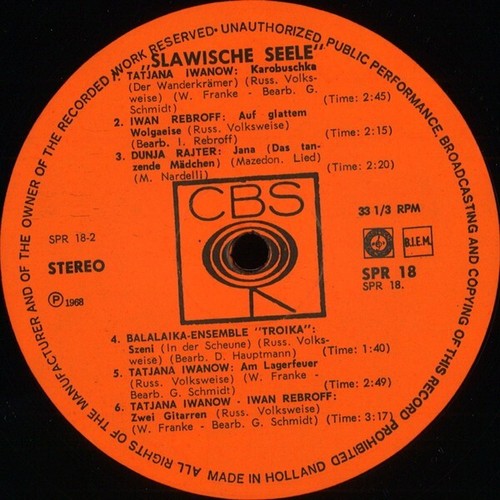 ALL RIGHTS OF THE MANUFACTURER AND OF THE OWNER OF THE RECORDED WORK RESERVED · UNAUTHORIZED PUBLIC PERFORMANCE, BROADCASTING AND COPYING OF THIS RECORD PROHIBITED
„SLAWISCHE SEELE"
1. TATJANA IWANOW: Karobuschka
(Der Wanderkrämer) (Russ. Volks-
weise) (W. Franke - Bearb. G.
Schmidt) (Time: 2:45)
2. IWAN REBROFF: Auf glattem
Wolgaeise (Russ. Volksweise)
(Bearb. I. Rebroff) (Time: 2:15)
3. DUNJA RAJTER: Jana (Das tan-
zende Mädchen) (Mazedon. Lied)
(M. Nardelli) (Time: 2:20)
CBS
33 1/3 RPM
SPR 18-2
STEREO
B.I.E.M.
SPR 18
SPR 18.
Ⓟ 1968
4. BALALAIKA-ENSEMBLE "TROIKA":
Szeni (In der Scheune) (Russ. Volks-
weise) (Bearb. D. Hauptmann) (Time: 1:40)
5. TATJANA IWANOW: Am Lagerfeuer
(Russ. Volksweise) (W. Franke -
Bearb. G. Schmidt) (Time: 2:49)
6. TATJANA IWANOW - IWAN REBROFF:
Zwei Gitarren (Russ. Volksweise)
(W. Franke - Bearb. G. Schmidt) (Time: 3:17)
MADE IN HOLLAND